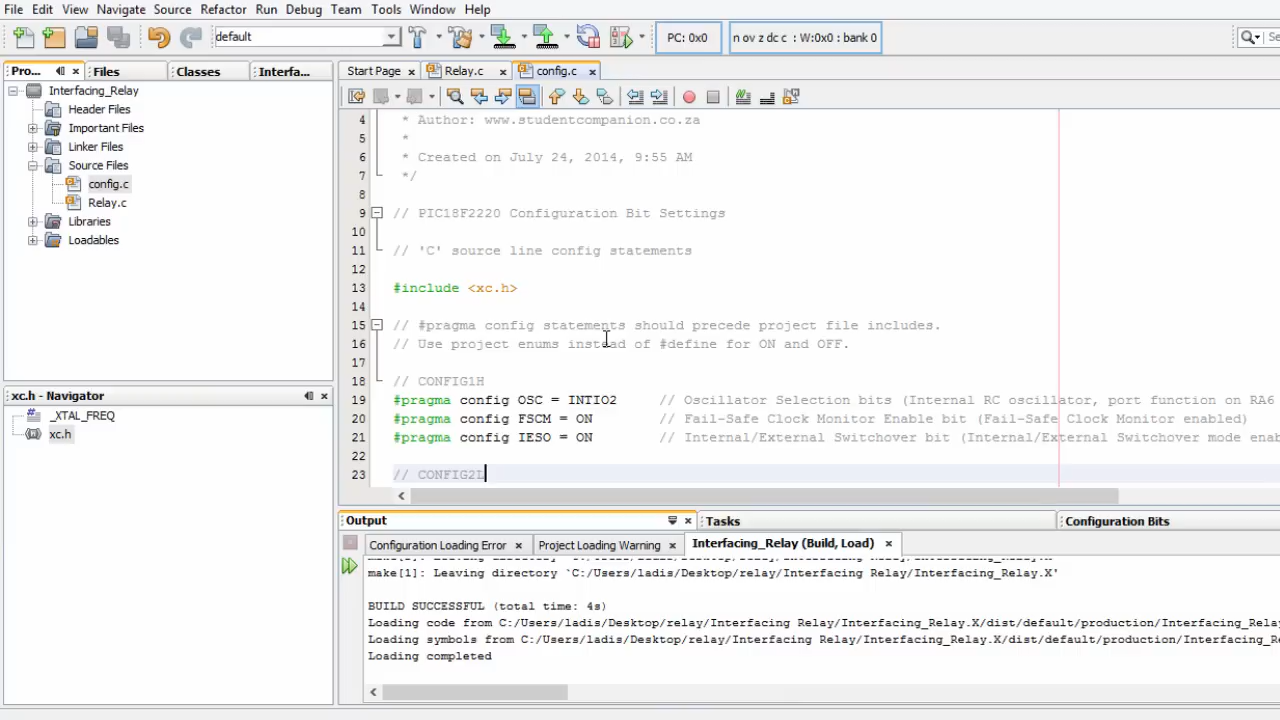 File Edit View Navigate Source Refactor Run Debug Team Tools Window Help
default PC: 0x0 n ov z dc c : W:0x0 : bank 0 Se
Pro... Files Classes Interfa...
Interfacing_Relay
Header Files
Important Files
Linker Files
Source Files
config.c
Relay.c
Libraries
Loadables
xc.h - Navigator
_XTAL_FREQ
xc.h
Start Page Relay.c config.c
4 * Author: www.studentcompanion.co.za
5 *
6 * Created on July 24, 2014, 9:55 AM
7 */
8
9 // PIC18F2220 Configuration Bit Settings
10
11 // 'C' source line config statements
12
13 #include <xc.h>
14
15 // #pragma config statements should precede project file includes.
16 // Use project enums instead of #define for ON and OFF.
17
18 // CONFIG1H
19 #pragma config OSC = INTIO2 // Oscillator Selection bits (Internal RC oscillator, port function on RA6
20 #pragma config FSCM = ON // Fail-Safe Clock Monitor Enable bit (Fail-Safe Clock Monitor enabled)
21 #pragma config IESO = ON // Internal/External Switchover bit (Internal/External Switchover mode enab
22
23 // CONFIG2L
Output Tasks Configuration Bits
Configuration Loading Error Project Loading Warning Interfacing_Relay (Build, Load)
make[1]: Leaving directory `C:/Users/ladis/Desktop/relay/Interfacing Relay/Interfacing_Relay.X'
BUILD SUCCESSFUL (total time: 4s)
Loading code from C:/Users/ladis/Desktop/relay/Interfacing Relay/Interfacing_Relay.X/dist/default/production/Interfacing_Relay
Loading symbols from C:/Users/ladis/Desktop/relay/Interfacing Relay/Interfacing_Relay.X/dist/default/production/Interfacing_Re
Loading completed